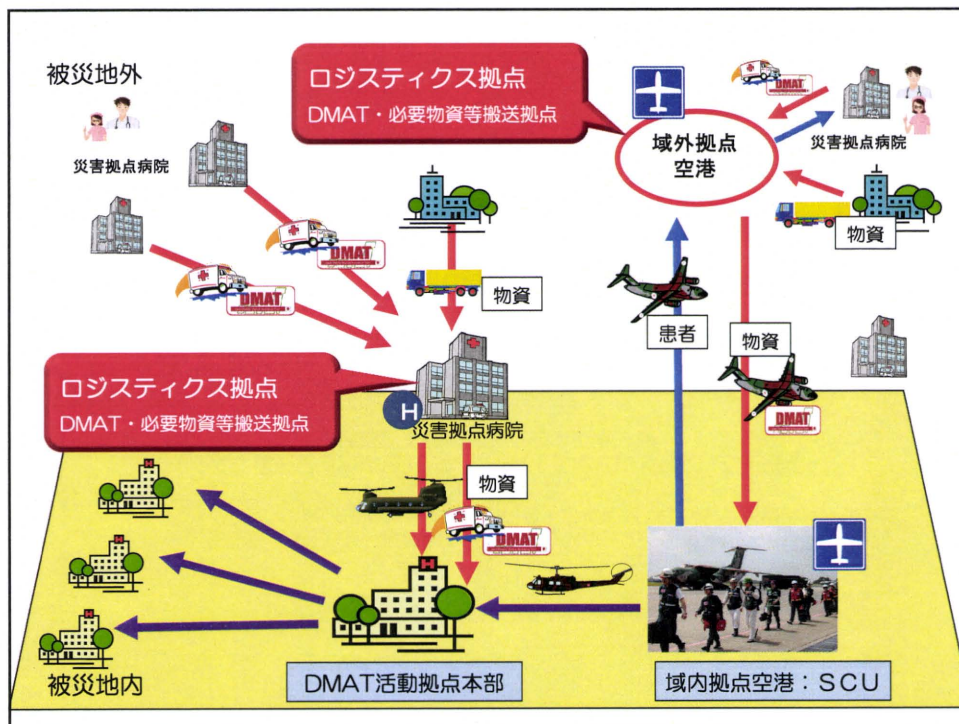 被災地外
災害拠点病院
ロジスティクス拠点
DMAT・必要物資等搬送拠点
域外拠点
空港
DMAT
災害拠点病院
物資
DMAT
DMAT
物資
患者
物資
DMAT
ロジスティクス拠点
DMAT・必要物資等搬送拠点
H
災害拠点病院
物資
DMAT
H
H
H
H
被災地内
DMAT活動拠点本部
域内拠点空港：SCU